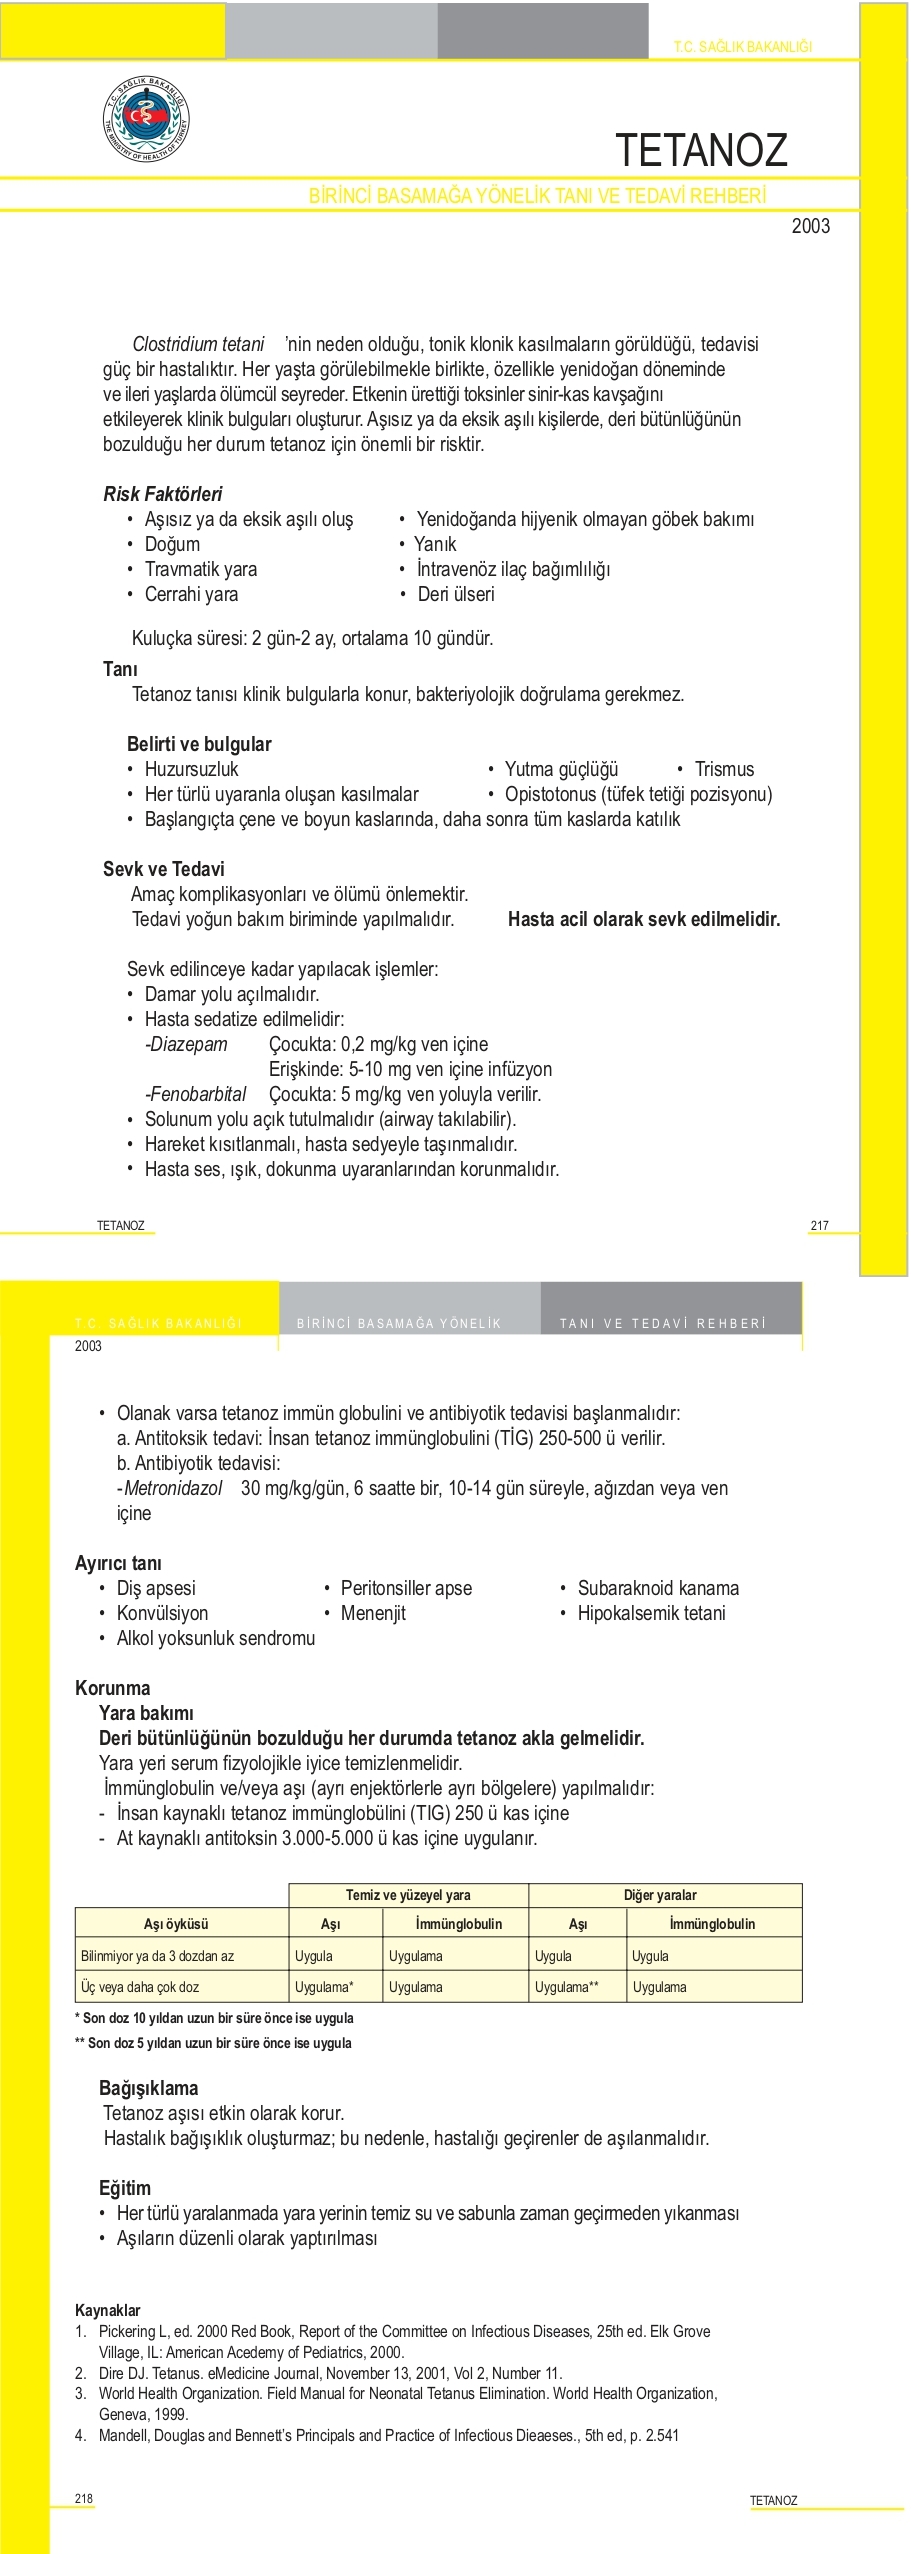 T.C. SAĞLIK BAKANLIĞI
T.C. SAĞLIK BAKANLIĞI
THE MINISTRY OF HEALTH OF TURKEY
TETANOZ
BİRİNCİ BASAMAĞA YÖNELİK TANI VE TEDAVİ REHBERİ
2003
Clostridium tetani ’nin neden olduğu, tonik klonik kasılmaların görüldüğü, tedavisi
güç bir hastalıktır. Her yaşta görülebilmekle birlikte, özellikle yenidoğan döneminde
ve ileri yaşlarda ölümcül seyreder. Etkenin ürettiği toksinler sinir-kas kavşağını
etkileyerek klinik bulguları oluşturur. Aşısız ya da eksik aşılı kişilerde, deri bütünlüğünün
bozulduğu her durum tetanoz için önemli bir risktir.
Risk Faktörleri
• Aşısız ya da eksik aşılı oluş • Yenidoğanda hijyenik olmayan göbek bakımı
• Doğum • Yanık
• Travmatik yara • İntravenöz ilaç bağımlılığı
• Cerrahi yara • Deri ülseri
Kuluçka süresi: 2 gün-2 ay, ortalama 10 gündür.
Tanı
Tetanoz tanısı klinik bulgularla konur, bakteriyolojik doğrulama gerekmez.
Belirti ve bulgular
• Huzursuzluk • Yutma güçlüğü • Trismus
• Her türlü uyaranla oluşan kasılmalar • Opistotonus (tüfek tetiği pozisyonu)
• Başlangıçta çene ve boyun kaslarında, daha sonra tüm kaslarda katılık
Sevk ve Tedavi
Amaç komplikasyonları ve ölümü önlemektir.
Tedavi yoğun bakım biriminde yapılmalıdır. Hasta acil olarak sevk edilmelidir.
Sevk edilinceye kadar yapılacak işlemler:
• Damar yolu açılmalıdır.
• Hasta sedatize edilmelidir:
-Diazepam Çocukta: 0,2 mg/kg ven içine
Erişkinde: 5-10 mg ven içine infüzyon
-Fenobarbital Çocukta: 5 mg/kg ven yoluyla verilir.
• Solunum yolu açık tutulmalıdır (airway takılabilir).
• Hareket kısıtlanmalı, hasta sedyeyle taşınmalıdır.
• Hasta ses, ışık, dokunma uyaranlarından korunmalıdır.
TETANOZ 217
T.C. SAĞLIK BAKANLIĞI BİRİNCİ BASAMAĞA YÖNELİK TANI VE TEDAVİ REHBERİ
2003
• Olanak varsa tetanoz immün globulini ve antibiyotik tedavisi başlanmalıdır:
a. Antitoksik tedavi: İnsan tetanoz immünglobulini (TİG) 250-500 ü verilir.
b. Antibiyotik tedavisi:
-Metronidazol 30 mg/kg/gün, 6 saatte bir, 10-14 gün süreyle, ağızdan veya ven
içine
Ayırıcı tanı
• Diş apsesi • Peritonsiller apse • Subaraknoid kanama
• Konvülsiyon • Menenjit • Hipokalsemik tetani
• Alkol yoksunluk sendromu
Korunma
Yara bakımı
Deri bütünlüğünün bozulduğu her durumda tetanoz akla gelmelidir.
Yara yeri serum fizyolojikle iyice temizlenmelidir.
İmmünglobulin ve/veya aşı (ayrı enjektörlerle ayrı bölgelere) yapılmalıdır:
- İnsan kaynaklı tetanoz immünglobülini (TIG) 250 ü kas içine
- At kaynaklı antitoksin 3.000-5.000 ü kas içine uygulanır.
Temiz ve yüzeyel yara Diğer yaralar
Aşı öyküsü Aşı İmmünglobulin Aşı İmmünglobulin
Bilinmiyor ya da 3 dozdan az Uygula Uygulama Uygula Uygula
Üç veya daha çok doz Uygulama* Uygulama Uygulama** Uygulama
* Son doz 10 yıldan uzun bir süre önce ise uygula
** Son doz 5 yıldan uzun bir süre önce ise uygula
Bağışıklama
Tetanoz aşısı etkin olarak korur.
Hastalık bağışıklık oluşturmaz; bu nedenle, hastalığı geçirenler de aşılanmalıdır.
Eğitim
• Her türlü yaralanmada yara yerinin temiz su ve sabunla zaman geçirmeden yıkanması
• Aşıların düzenli olarak yaptırılması
Kaynaklar
1. Pickering L, ed. 2000 Red Book, Report of the Committee on Infectious Diseases, 25th ed. Elk Grove
Village, IL: American Acedemy of Pediatrics, 2000.
2. Dire DJ. Tetanus. eMedicine Journal, November 13, 2001, Vol 2, Number 11.
3. World Health Organization. Field Manual for Neonatal Tetanus Elimination. World Health Organization,
Geneva, 1999.
4. Mandell, Douglas and Bennett’s Principals and Practice of Infectious Dieaeses., 5th ed, p. 2.541
218 TETANOZ